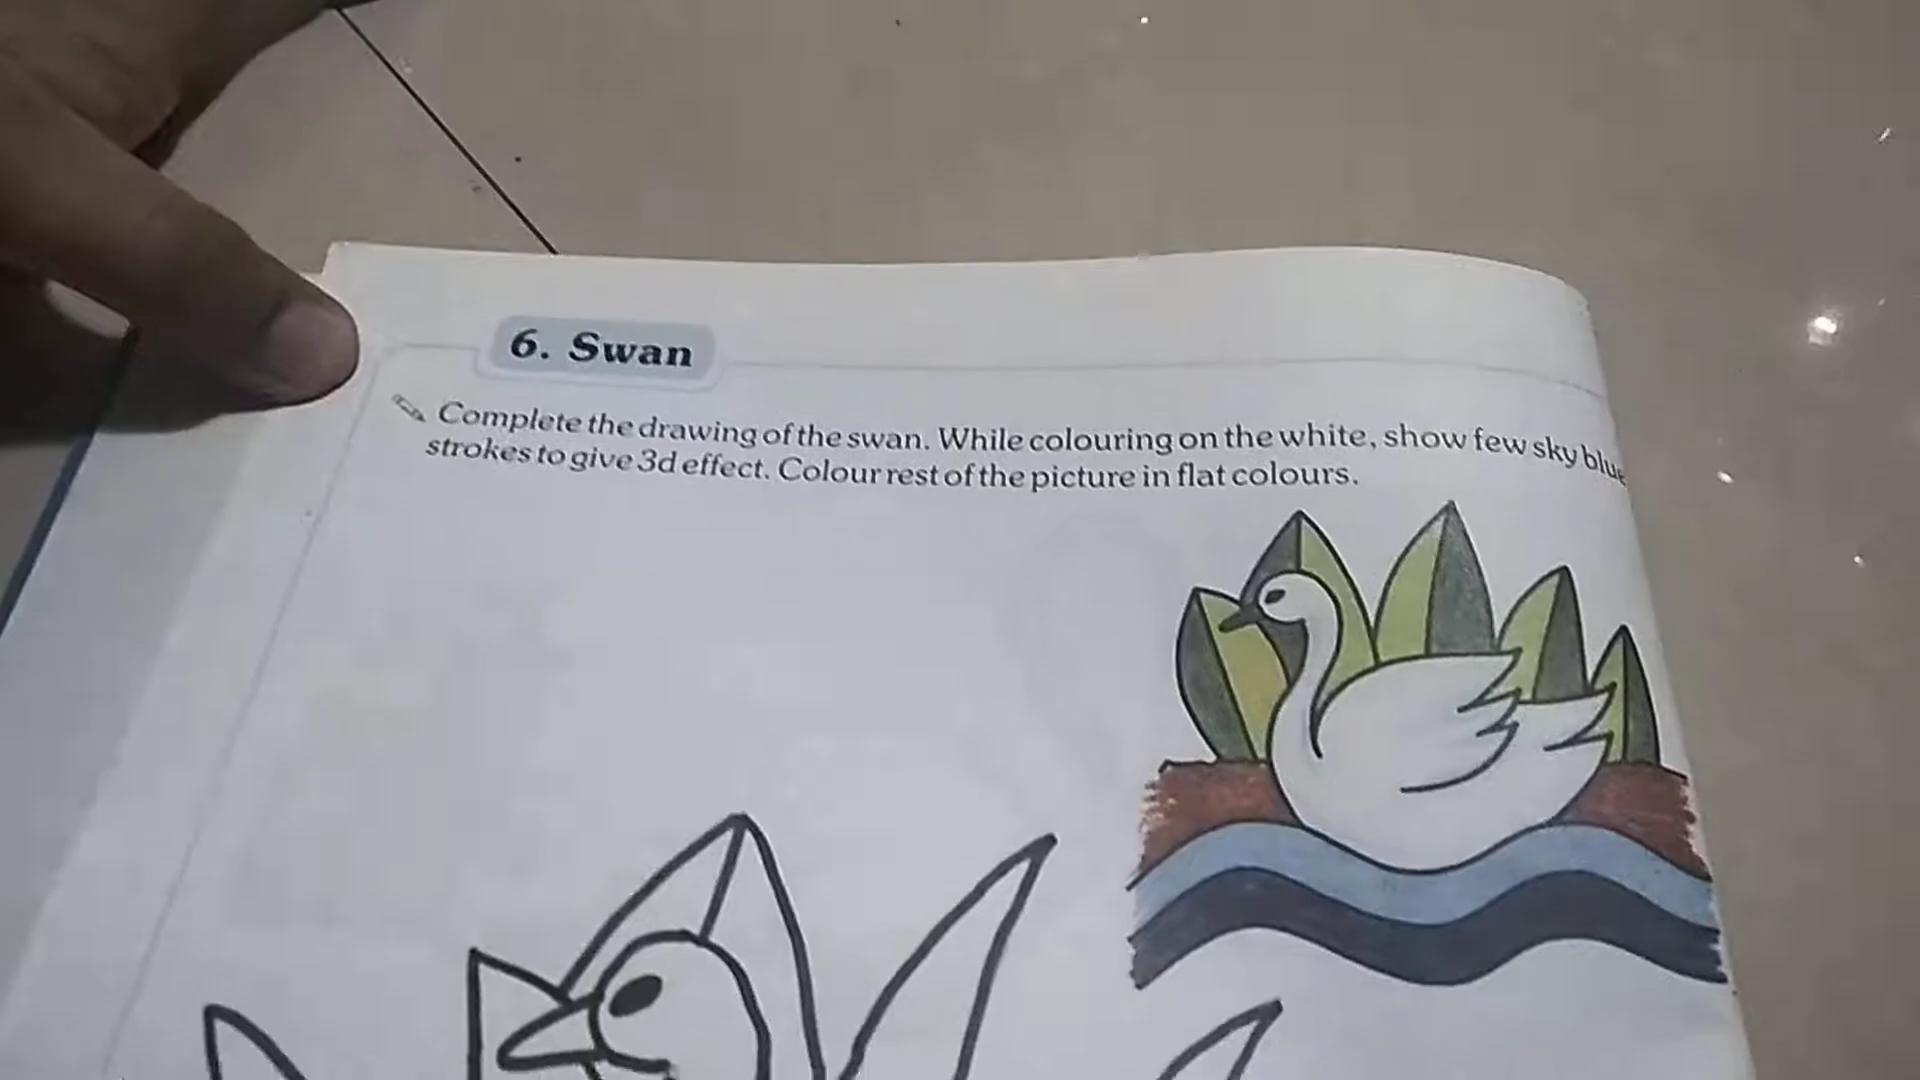 6. Swan
Complete the drawing of the swan. While colouring on the white, show few sky blue
strokes to give 3d effect. Colour rest of the picture in flat colours.